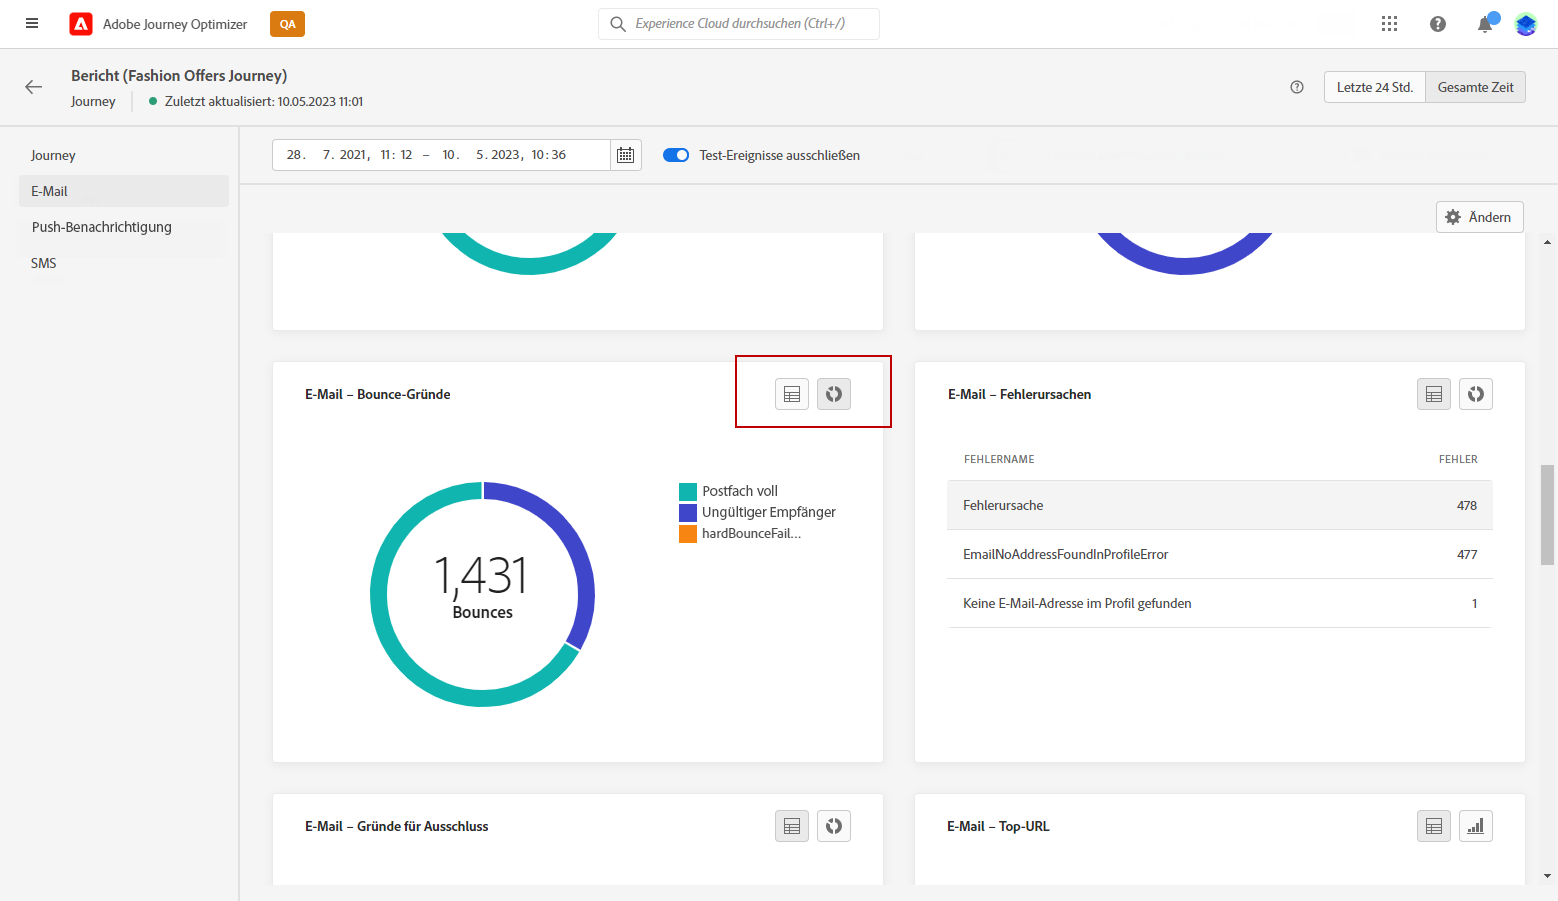 Adobe Journey Optimizer
QA
Experience Cloud durchsuchen (Ctrl+/)
Bericht (Fashion Offers Journey)
Journey
Zuletzt aktualisiert: 10.05.2023 11:01
Letzte 24 Std.
Gesamte Zeit
Journey
E-Mail
Push-Benachrichtigung
SMS
28. 7. 2021, 11: 12 – 10. 5. 2023, 10: 36
Test-Ereignisse ausschließen
Ändern
E-Mail – Bounce-Gründe
1,431
Bounces
Postfach voll
Ungültiger Empfänger
hardBounceFail...
E-Mail – Fehlerursachen
FEHLERNAME FEHLER
Fehlerursache 478
EmailNoAddressFoundInProfileError 477
Keine E-Mail-Adresse im Profil gefunden 1
E-Mail – Gründe für Ausschluss
E-Mail – Top-URL